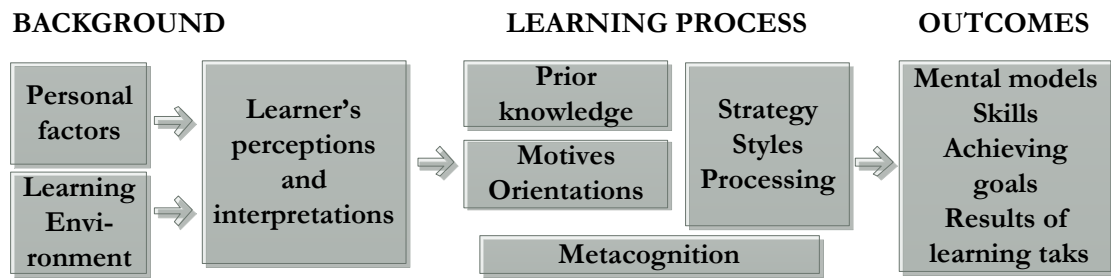 BACKGROUND
LEARNING PROCESS
OUTCOMES
Personal
factors
Learning
Envi-
ronment
Learner's
perceptions
and
interpretations
Prior
knowledge
Motives
Orientations
Strategy
Styles
Processing
Metacognition
Mental models
Skills
Achieving
goals
Results of
learning taks